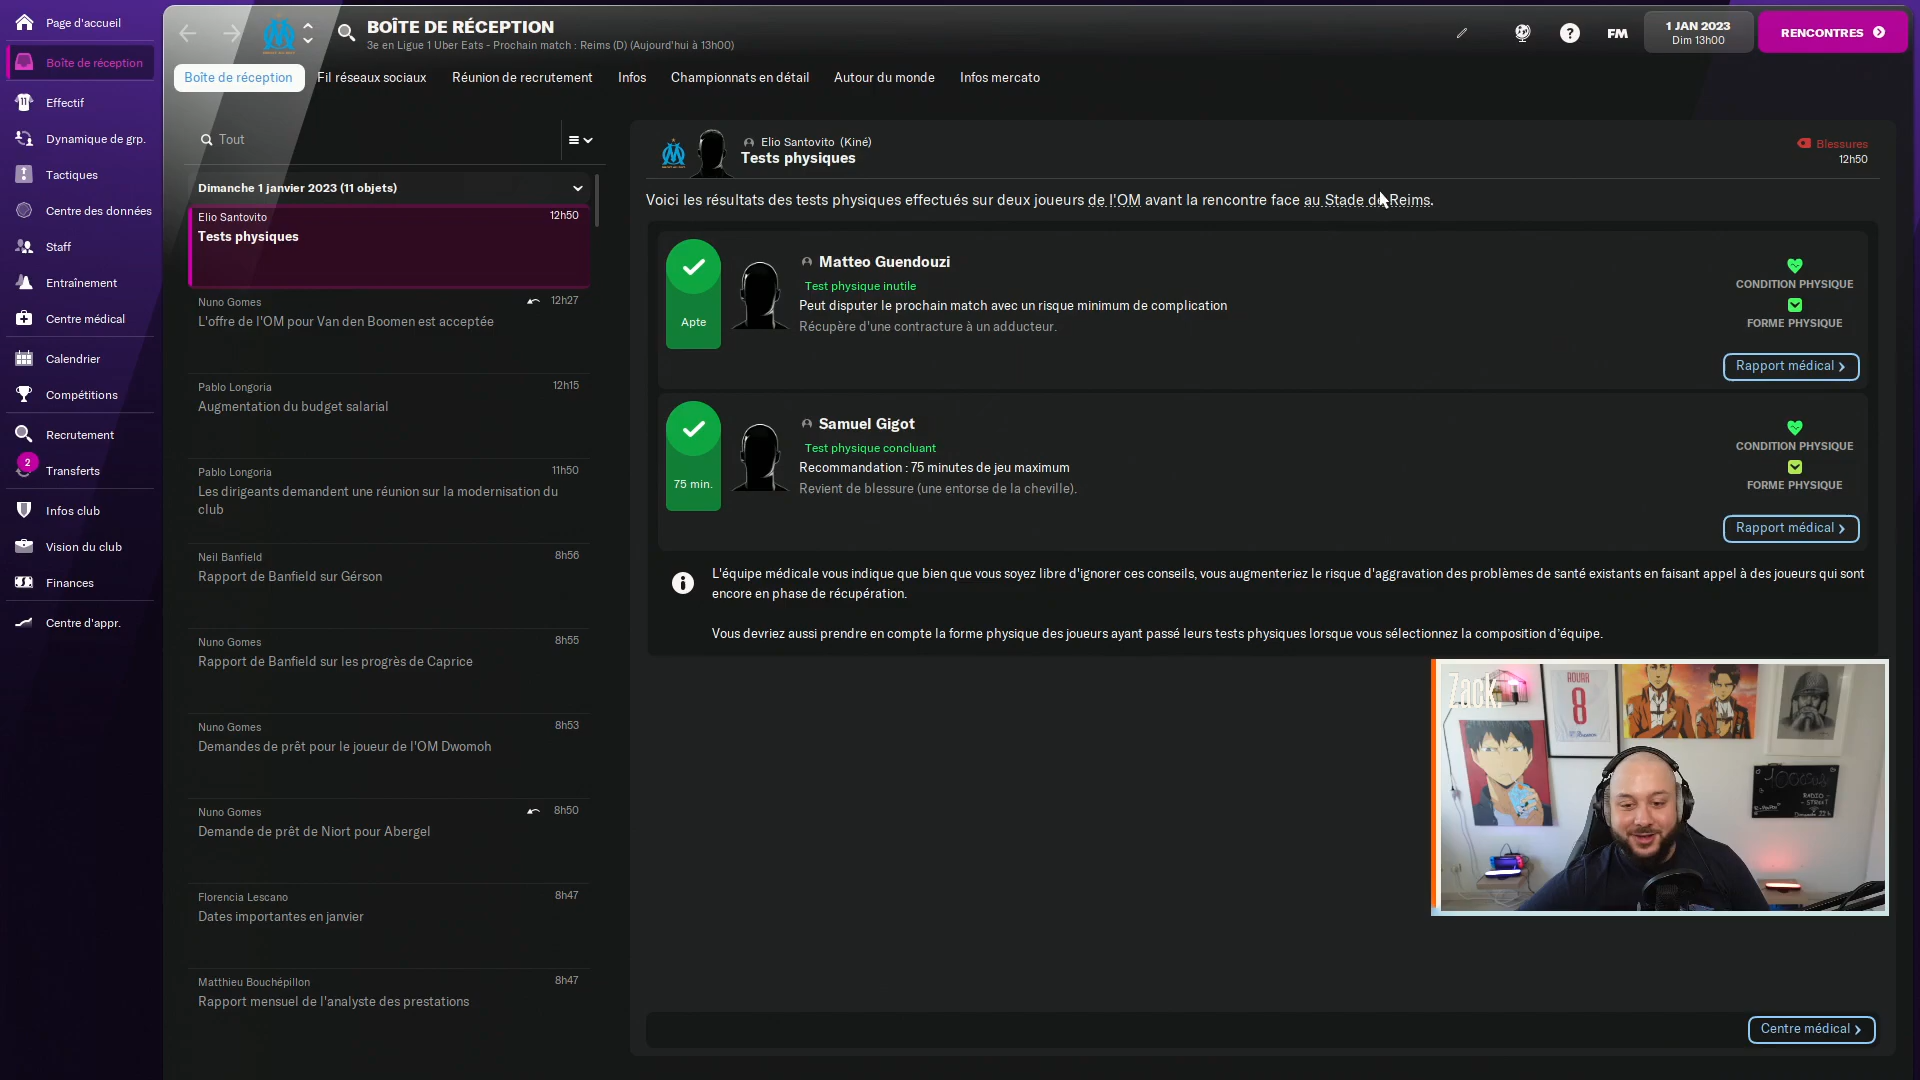 Page d'accueil
Boîte de réception
Effectif
Dynamique de grp.
Tactiques
Centre des données
Staff
Entraînement
Centre médical
Calendrier
Compétitions
Recrutement
2
Transferts
Infos club
Vision du club
Finances
Centre d'appr.
BOÎTE DE RÉCEPTION
3e en Ligue 1 Uber Eats - Prochain match : Reims (D) (Aujourd'hui à 13h00)
FM
1 JAN 2023
Dim 13h00
RENCONTRES
Boîte de réception
Fil réseaux sociaux
Réunion de recrutement
Infos
Championnats en détail
Autour du monde
Infos mercato
Tout
Dimanche 1 janvier 2023 (11 objets)
Elio Santovito 12h50
Tests physiques
Nuno Gomes 12h27
L'offre de l'OM pour Van den Boomen est acceptée
Pablo Longoria 12h15
Augmentation du budget salarial
Pablo Longoria 11h50
Les dirigeants demandent une réunion sur la modernisation du
club
Neil Banfield 8h56
Rapport de Banfield sur Gérson
Nuno Gomes 8h55
Rapport de Banfield sur les progrès de Caprice
Nuno Gomes 8h53
Demandes de prêt pour le joueur de l'OM Dwomoh
Nuno Gomes 8h50
Demande de prêt de Niort pour Abergel
Florencia Lescano 8h47
Dates importantes en janvier
Matthieu Bouchépillon 8h47
Rapport mensuel de l'analyste des prestations
Elio Santovito (Kiné)
Tests physiques
Blessures
12h50
Voici les résultats des tests physiques effectués sur deux joueurs de l'OM avant la rencontre face au Stade de Reims.
Apte
Matteo Guendouzi
Test physique inutile
Peut disputer le prochain match avec un risque minimum de complication
Récupère d'une contracture à un adducteur.
CONDITION PHYSIQUE
FORME PHYSIQUE
Rapport médical
75 min.
Samuel Gigot
Test physique concluant
Recommandation : 75 minutes de jeu maximum
Revient de blessure (une entorse de la cheville).
CONDITION PHYSIQUE
FORME PHYSIQUE
Rapport médical
L'équipe médicale vous indique que bien que vous soyez libre d'ignorer ces conseils, vous augmenteriez le risque d'aggravation des problèmes de santé existants en faisant appel à des joueurs qui sont
encore en phase de récupération.
Vous devriez aussi prendre en compte la forme physique des joueurs ayant passé leurs tests physiques lorsque vous sélectionnez la composition d'équipe.
Zack.
AOUAR
8
RADIO
- STREET
Centre médical